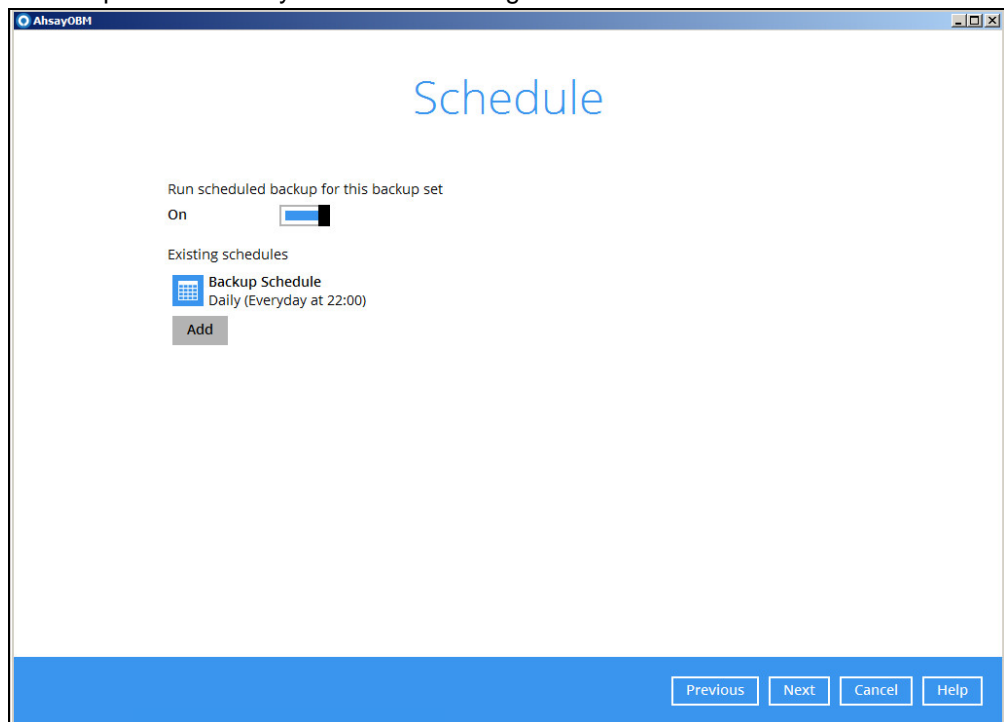 AhsayOBM
Schedule
Run scheduled backup for this backup set
On
Existing schedules
Backup Schedule
Daily (Everyday at 22:00)
Add
Previous Next Cancel Help